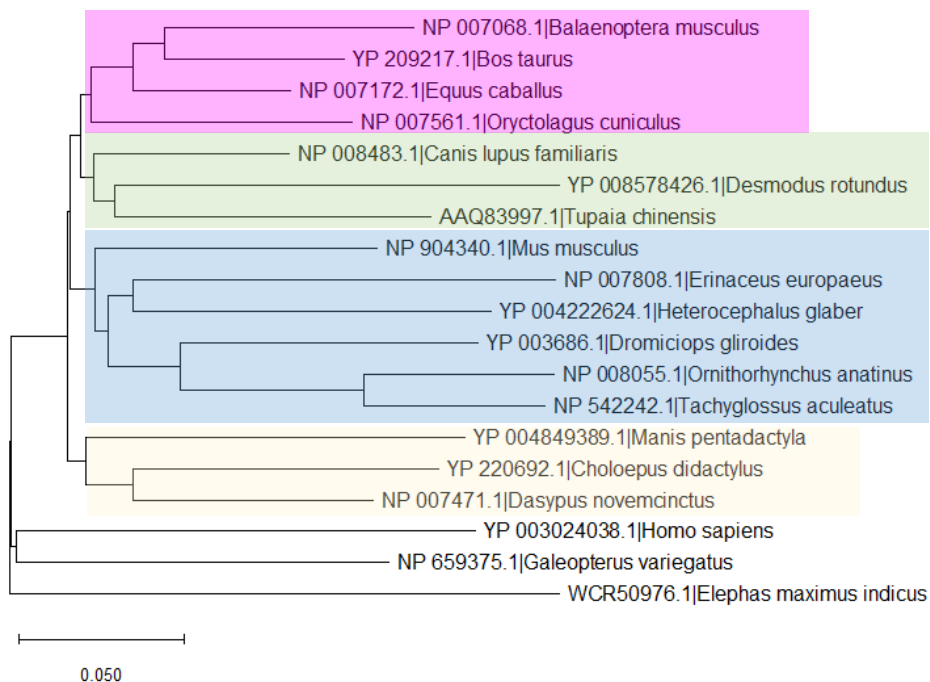 NP 007068.1|Balaenoptera musculus
YP 209217.1|Bos taurus
NP 007172.1|Equus caballus
NP 007561.1|Oryctolagus cuniculus
NP 008483.1|Canis lupus familiaris
YP 008578426.1|Desmodus rotundus
AAQ83997.1|Tupaia chinensis
NP 904340.1|Mus musculus
NP 007808.1|Erinaceus europaeus
YP 004222624.1|Heterocephalus glaber
YP 003686.1|Dromiciops gliroides
NP 008055.1|Ornithorhynchus anatinus
NP 542242.1|Tachyglossus aculeatus
YP 004849389.1|Manis pentadactyla
YP 220692.1|Choloepus didactylus
NP 007471.1|Dasypus novemcinctus
YP 003024038.1|Homo sapiens
NP 659375.1|Galeopterus variegatus
WCR50976.1|Elephas maximus indicus
0.050